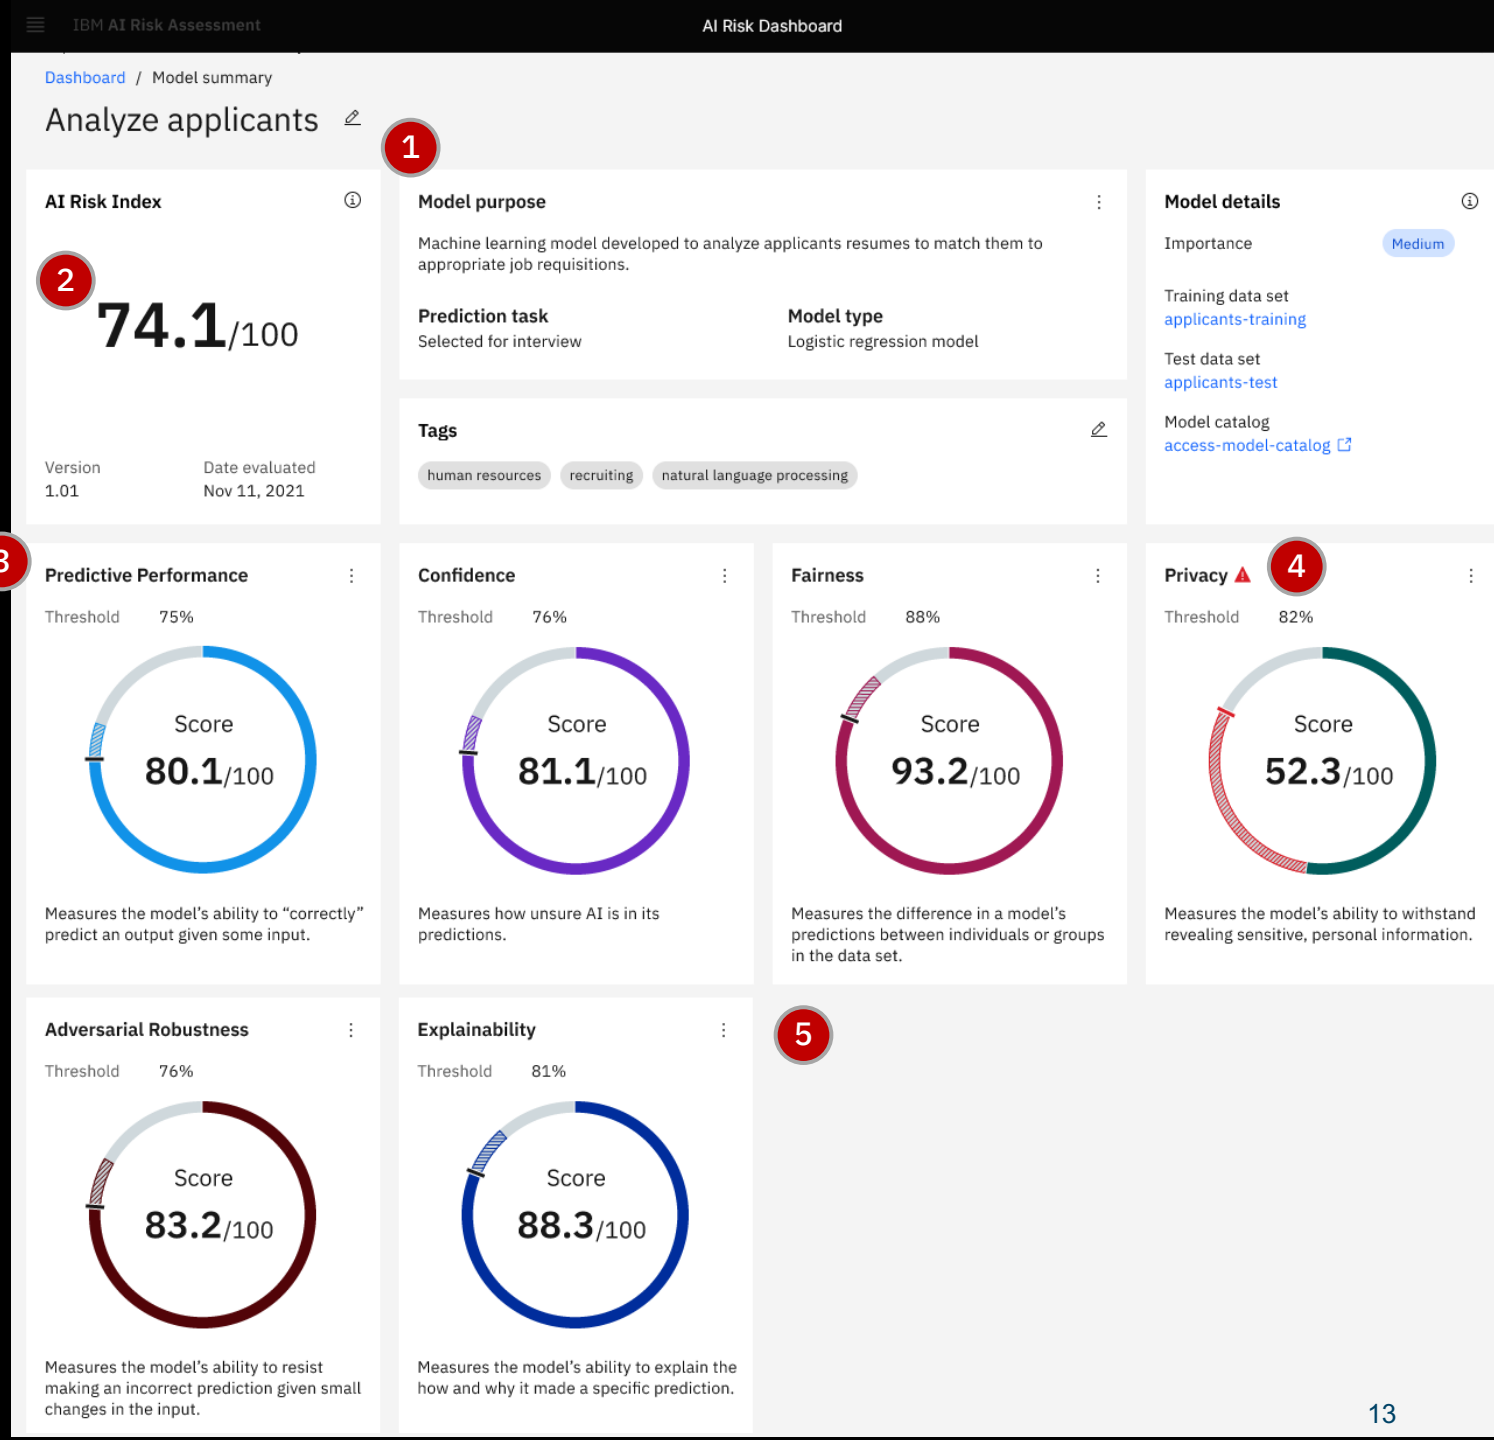 IBM AI Risk Assessment
AI Risk Dashboard
Dashboard / Model summary
Analyze applicants
1
AI Risk Index
2
74.1/100
Version
1.01
Date evaluated
Nov 11, 2021
Model purpose
Machine learning model developed to analyze applicants resumes to match them to
appropriate job requisitions.
Prediction task
Selected for interview
Model type
Logistic regression model
Tags
human resources
recruiting
natural language processing
Model details
Importance
Medium
Training data set
applicants-training
Test data set
applicants-test
Model catalog
access-model-catalog
3
Predictive Performance
Threshold 75%
Score
80.1/100
Measures the model's ability to “correctly”
predict an output given some input.
Confidence
Threshold 76%
Score
81.1/100
Measures how unsure AI is in its
predictions.
Fairness
Threshold 88%
Score
93.2/100
Measures the difference in a model's
predictions between individuals or groups
in the data set.
Privacy
4
Threshold 82%
Score
52.3/100
Measures the model's ability to withstand
revealing sensitive, personal information.
Adversarial Robustness
Threshold 76%
Score
83.2/100
Measures the model's ability to resist
making an incorrect prediction given small
changes in the input.
Explainability
Threshold 81%
Score
88.3/100
Measures the model's ability to explain the
how and why it made a specific prediction.
5
13